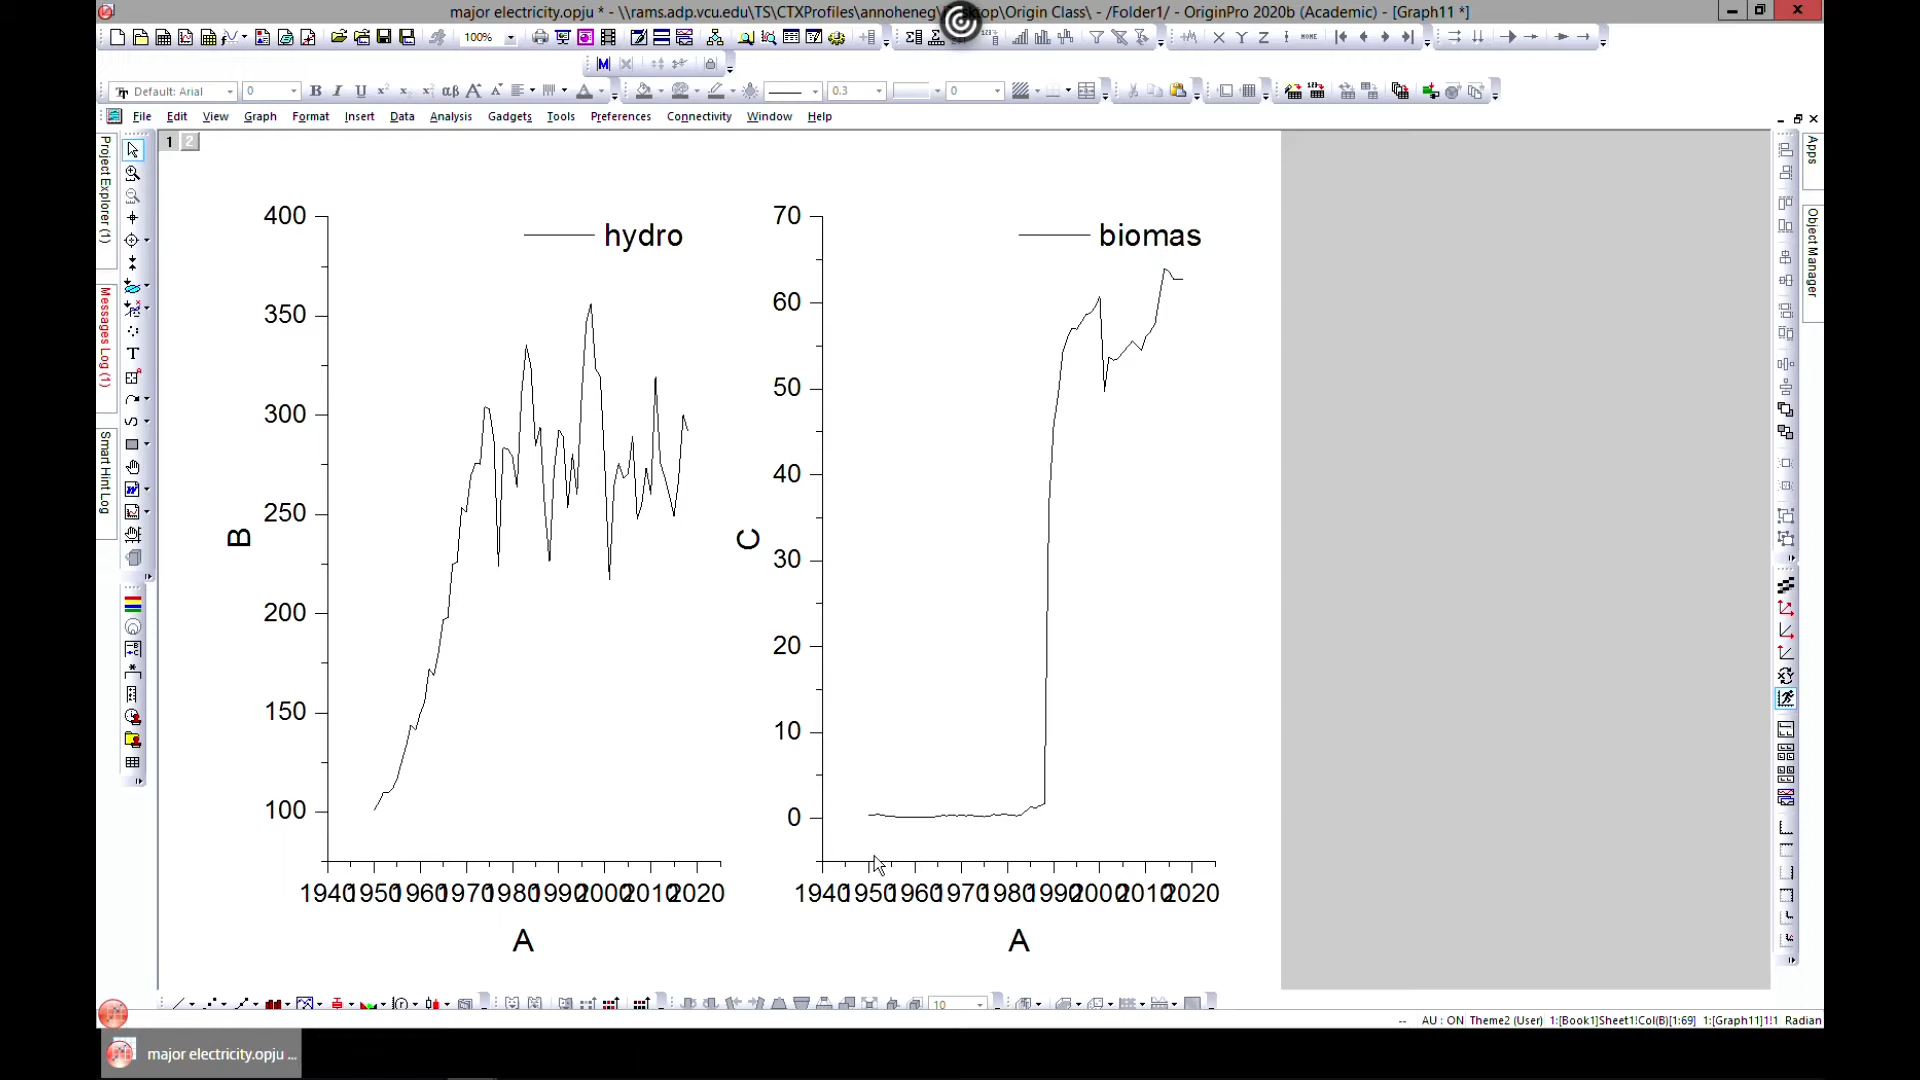 major electricity.opju * - \\rams.adp.vcu.edu\TS\CTXProfiles\annoheneg\ sktop\Origin Class\ - /Folder1/ - OriginPro 2020b (Academic) - [Graph11 *]
100%
Default: Arial 0 B I U αβ A A 0.3 0
File Edit View Graph Format Insert Data Analysis Gadgets Tools Preferences Connectivity Window Help
1 2
Project Explorer (1)
Messages Log (1)
Smart Hint Log
Apps
Object Manager
hydro
400
350
300
250
200
150
100
B
1940 1950 1960 1970 1980 1990 2000 2010 2020
A
biomas
70
60
50
40
30
20
10
0
C
1940 1950 1960 1970 1980 1990 2000 2010 2020
A
10
-- AU : ON Theme2 (User) 1:[Book1]Sheet1!Col(B)[1:69] 1:[Graph11]1!1 Radian
major electricity.opju ...